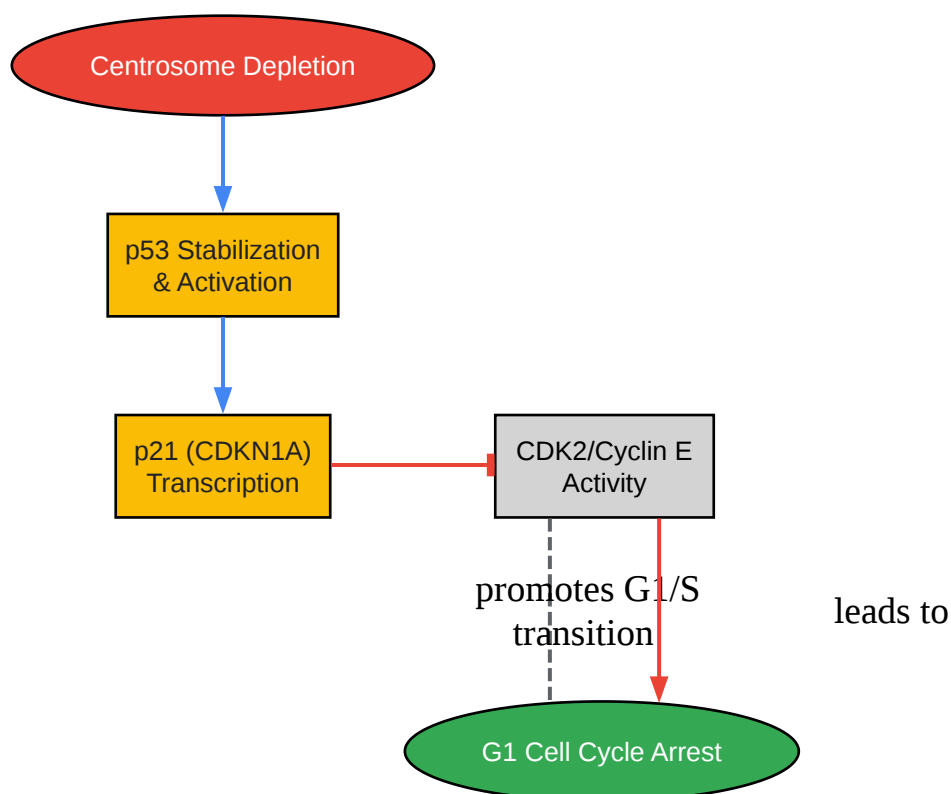 Centrosome Depletion
p53 Stabilization
& Activation
p21 (CDKN1A)
Transcription
CDK2/Cyclin E
Activity
promotes G1/S
transition
leads to
G1 Cell Cycle Arrest